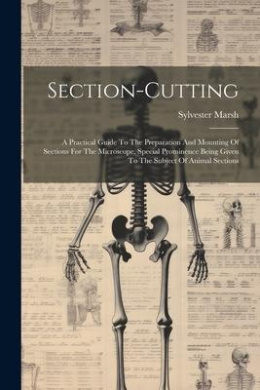 Section-Cutting
Sylvester Marsh
A Practical Guide To The Preparation And Mounting Of
Sections For The Microscope, Special Prominence Being Given
To The Subject Of Animal Sections